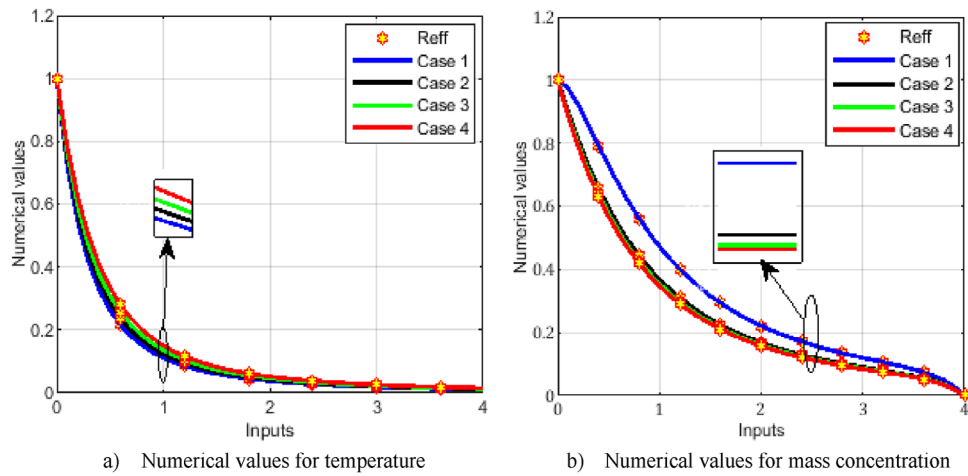 1.2
1
0.8
0.6
0.4
0.2
0
Numerical values
0 1 2 3 4
Inputs
Reff
Case 1
Case 2
Case 3
Case 4
a) Numerical values for temperature
1.2
1
0.8
0.6
0.4
0.2
0
Numerical values
0 1 2 3 4
Inputs
Reff
Case 1
Case 2
Case 3
Case 4
b) Numerical values for mass concentration